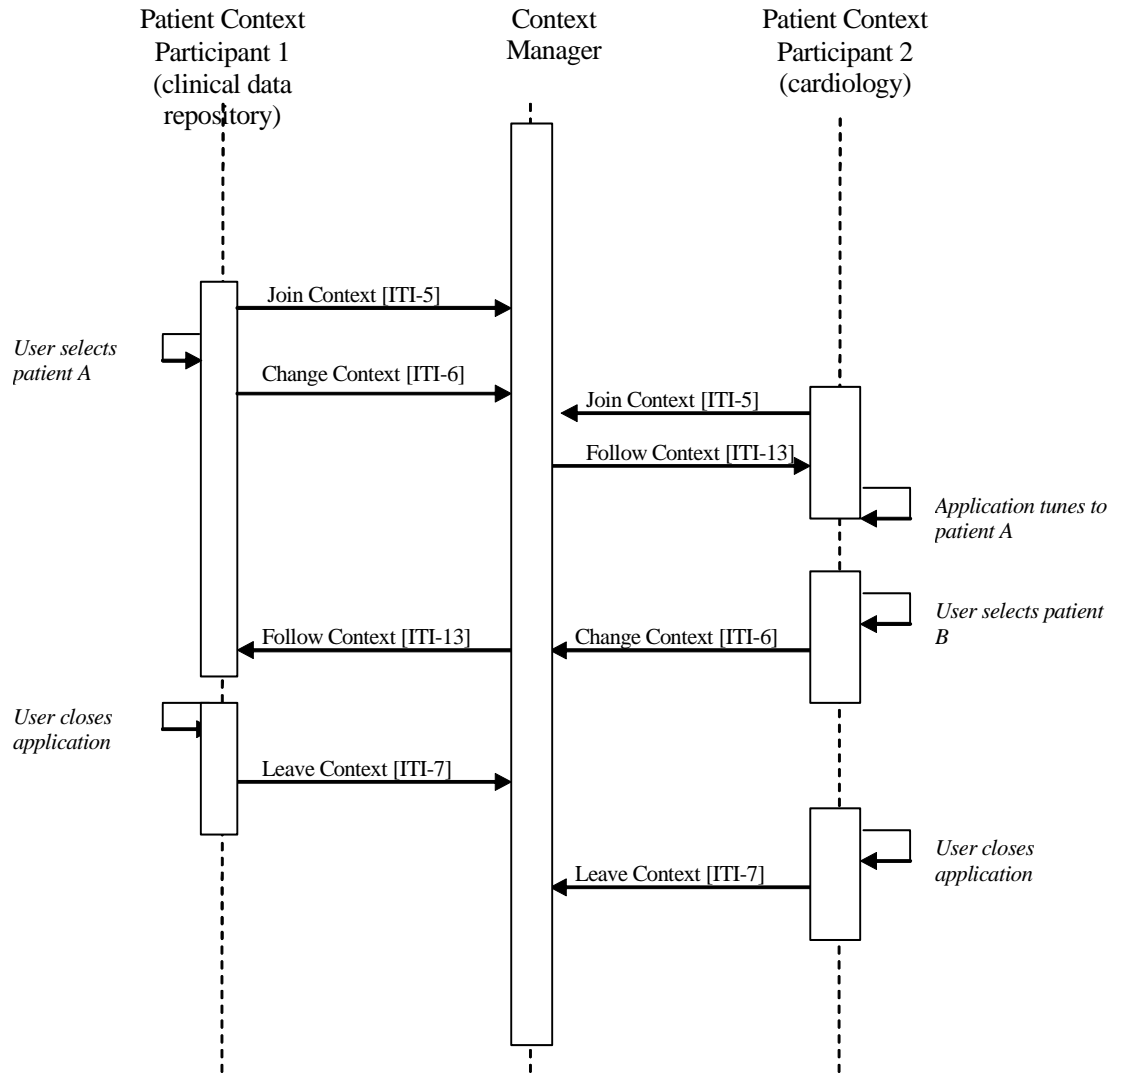 Patient Context
Participant 1
(clinical data
repository)
Context
Manager
Patient Context
Participant 2
(cardiology)
Join Context [ITI-5]
User selects
patient A
Change Context [ITI-6]
Join Context [ITI-5]
Follow Context [ITI-13]
Application tunes to
patient A
User selects patient
B
Follow Context [ITI-13]
Change Context [ITI-6]
User closes
application
Leave Context [ITI-7]
User closes
application
Leave Context [ITI-7]